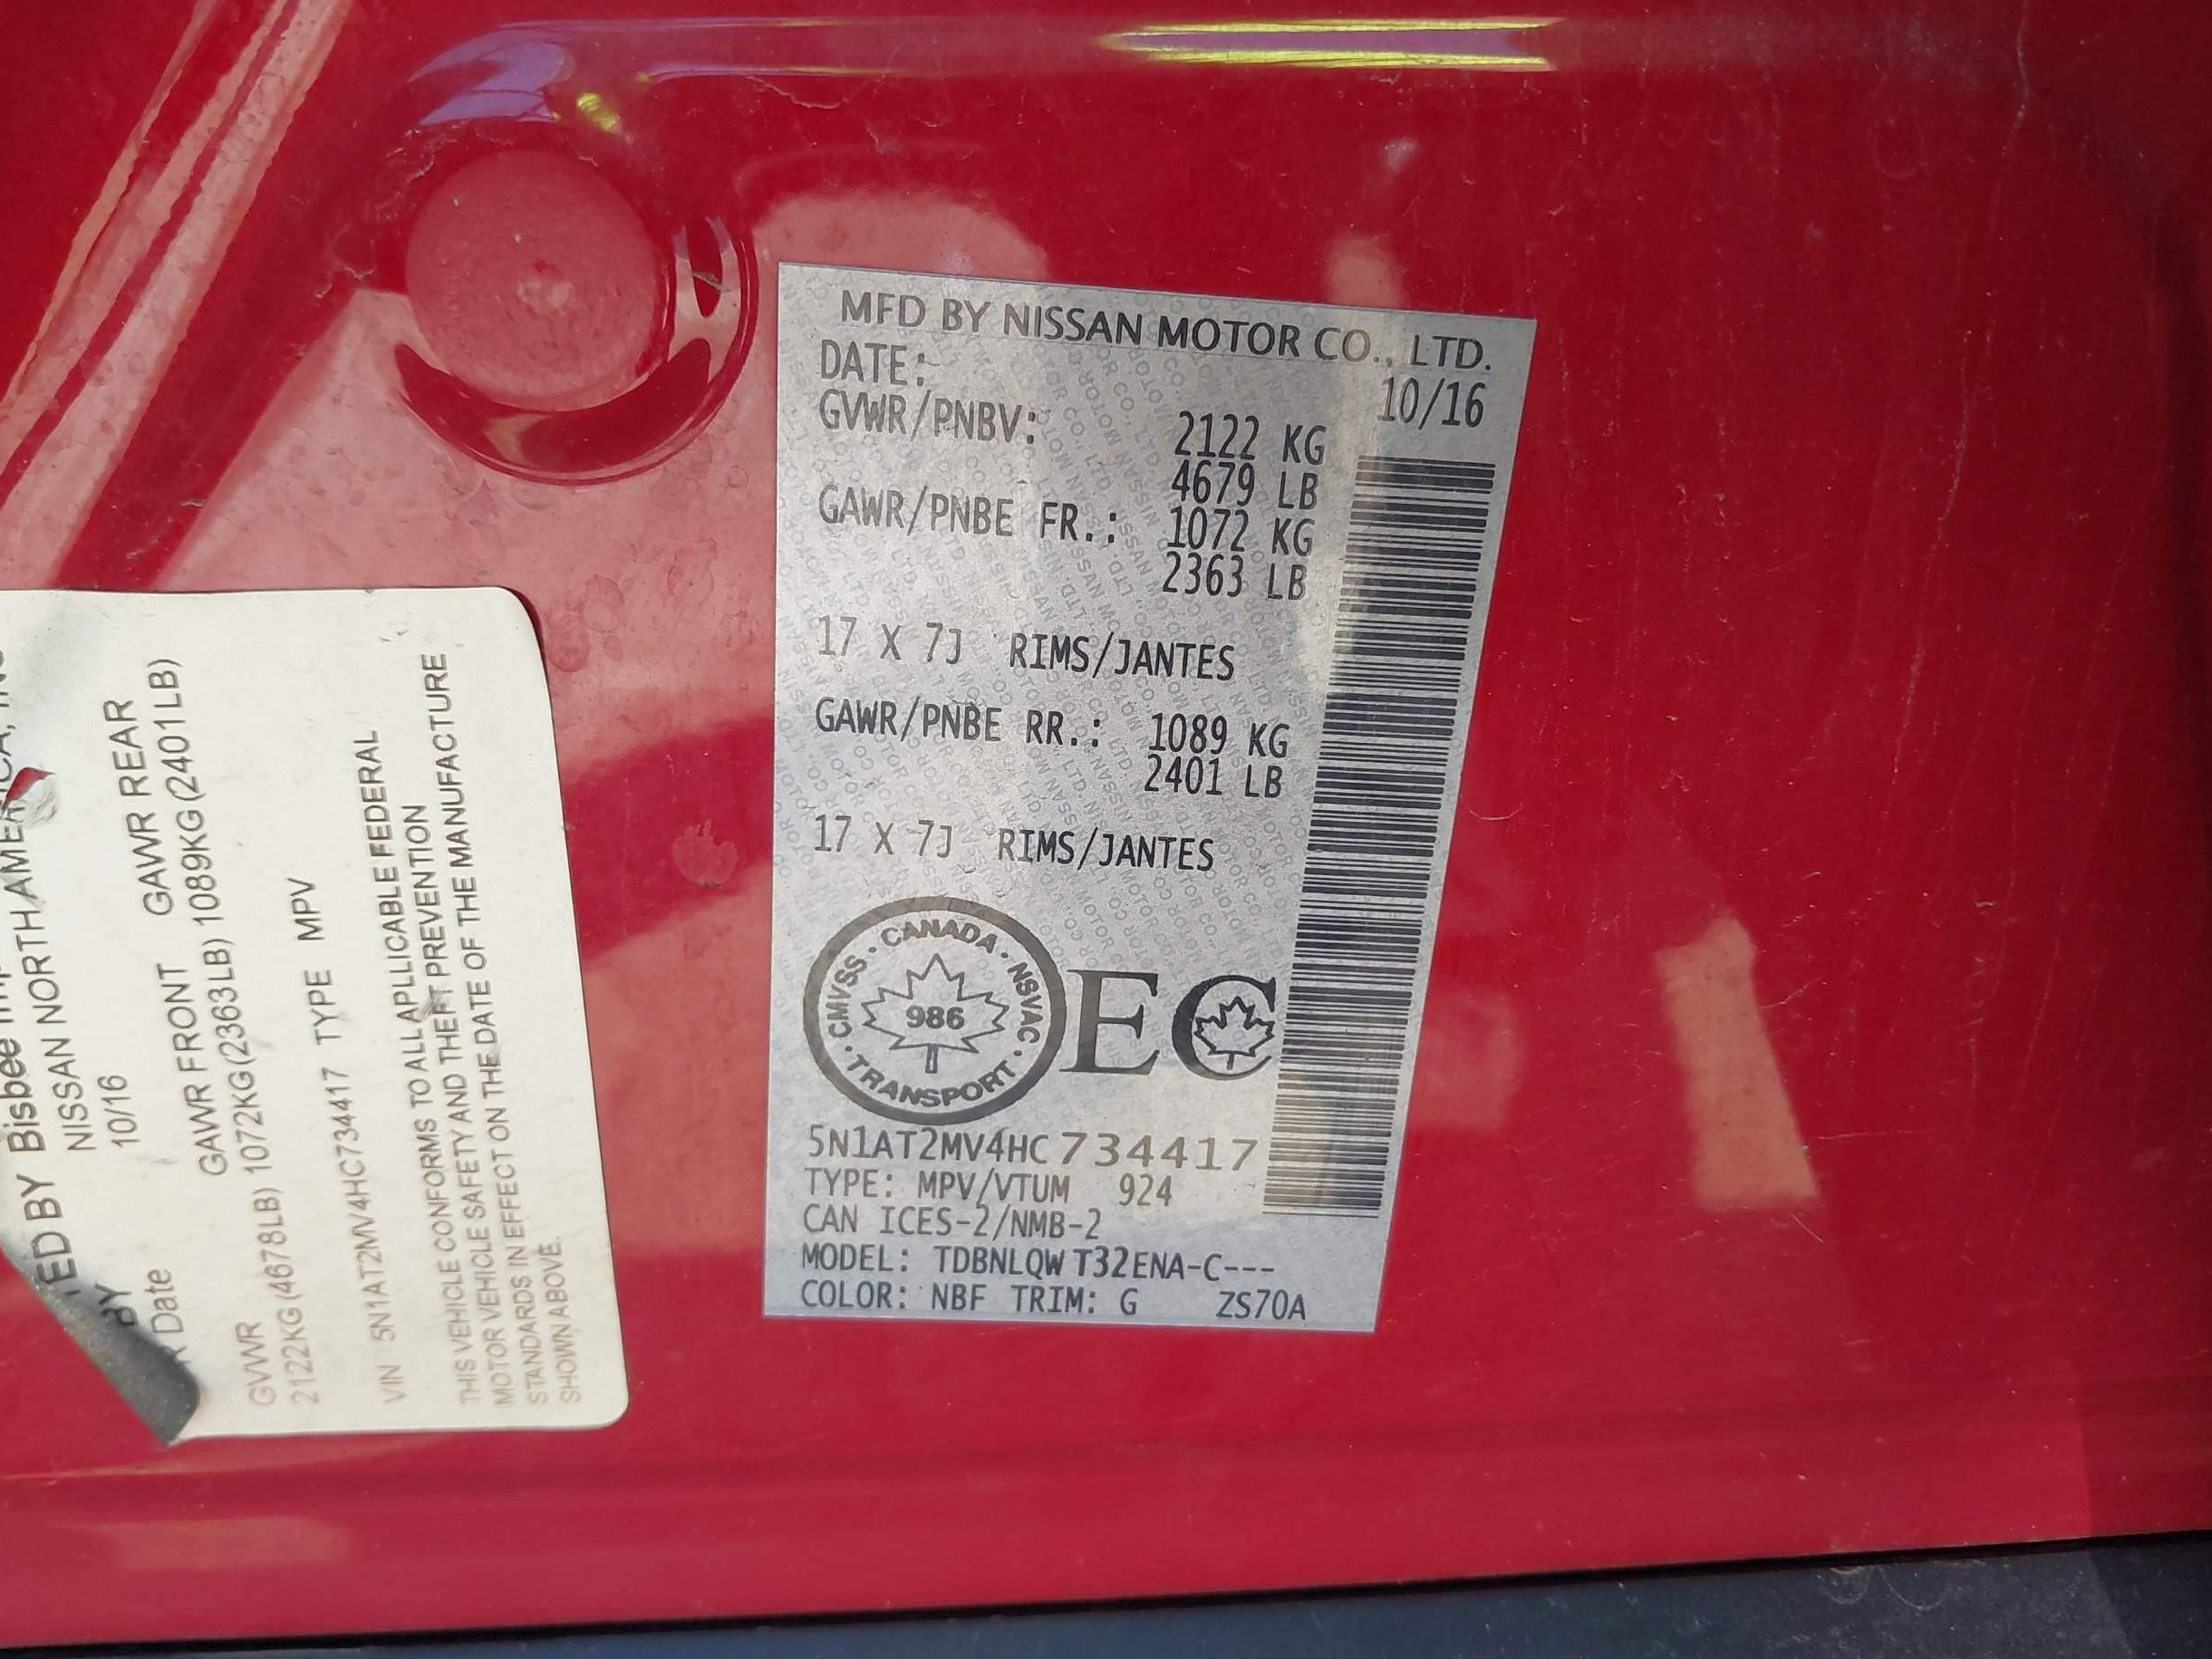 MFD BY NISSAN MOTOR CO., LTD.
DATE: 10/16
GVWR/PNBV: 2122 KG
4679 LB
GAWR/PNBE FR.: 1072 KG
2363 LB
17 X 7J RIMS/JANTES
GAWR/PNBE RR.: 1089 KG
2401 LB
17 X 7J RIMS/JANTES
CMVSS · CANADA · NSVAC · TRANSPORT
986
EC
5N1AT2MV4HC734417
TYPE: MPV/VTUM 924
CAN ICES-2/NMB-2
MODEL: TDBNLQW T32ENA-C---
COLOR: NBF TRIM: G ZS70A
BY Bisbee
BY NISSAN NORTH AMERICA,
Date 10/16
GAWR FRONT GAWR REAR
GVWR
2122KG (4678LB) 1072KG(2363LB) 1089KG(2401LB)
VIN 5N1AT2MV4HC734417 TYPE MPV
THIS VEHICLE CONFORMS TO ALL APLLICABLE FEDERAL
MOTOR VEHICLE SAFETY AND THEFT PREVENTION
STANDARDS IN EFFECT ON THE DATE OF THE MANUFACTURE
SHOWN ABOVE.